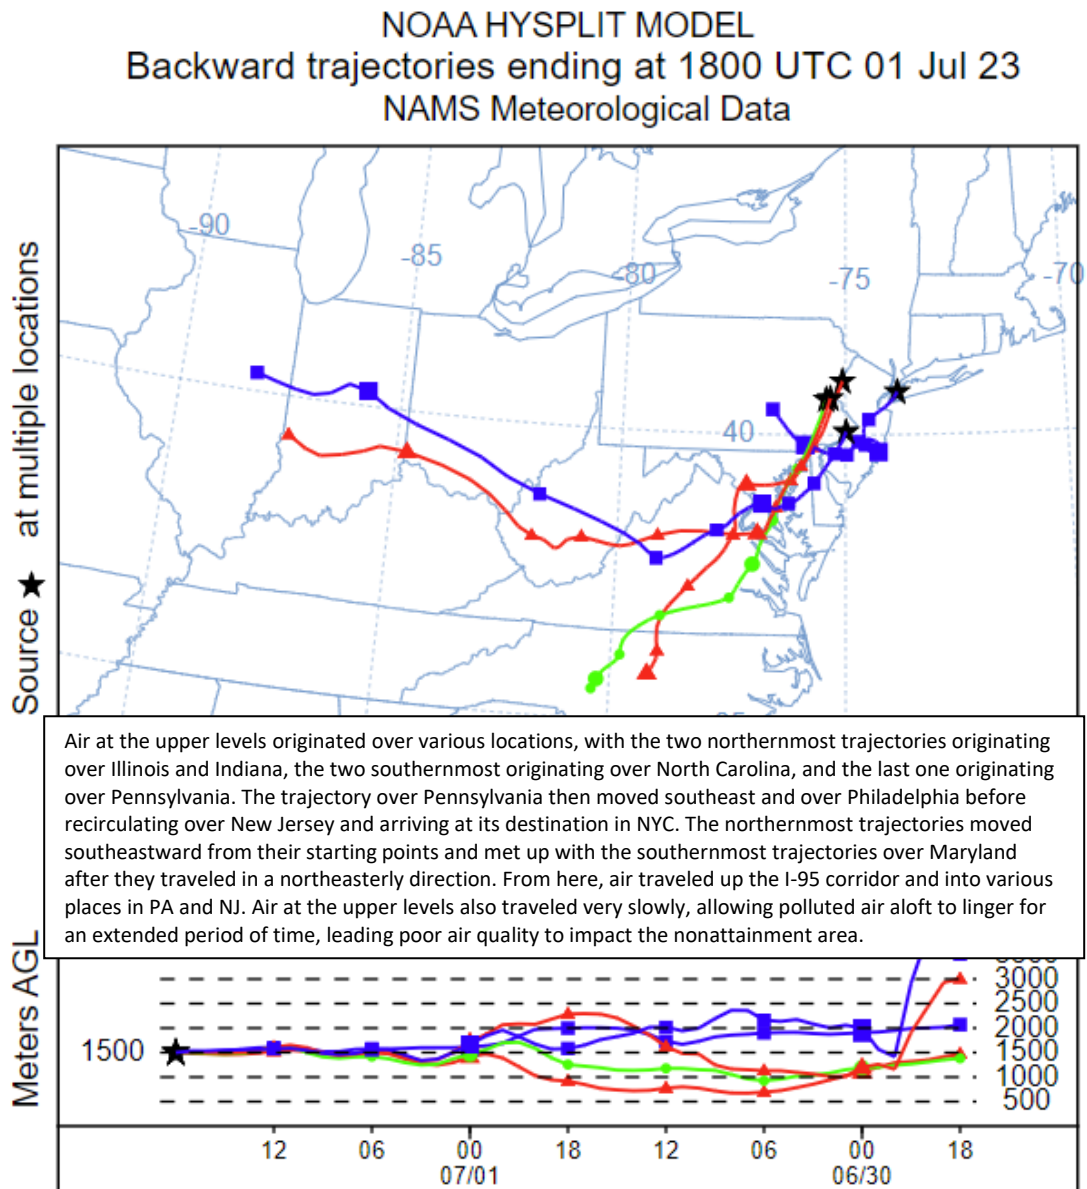 NOAA HYSPLIT MODEL
Backward trajectories ending at 1800 UTC 01 Jul 23
NAMS Meteorological Data
Source ★ at multiple locations
-90
-85
-80
-75
-70
40
Air at the upper levels originated over various locations, with the two northernmost trajectories originating
over Illinois and Indiana, the two southernmost originating over North Carolina, and the last one originating
over Pennsylvania. The trajectory over Pennsylvania then moved southeast and over Philadelphia before
recirculating over New Jersey and arriving at its destination in NYC. The northernmost trajectories moved
southeastward from their starting points and met up with the southernmost trajectories over Maryland
after they traveled in a northeasterly direction. From here, air traveled up the I-95 corridor and into various
places in PA and NJ. Air at the upper levels also traveled very slowly, allowing polluted air aloft to linger for
an extended period of time, leading poor air quality to impact the nonattainment area.
Meters AGL
3000
2500
2000
1500
1500
1000
500
12 06 00 18 12 06 00 18
07/01 06/30